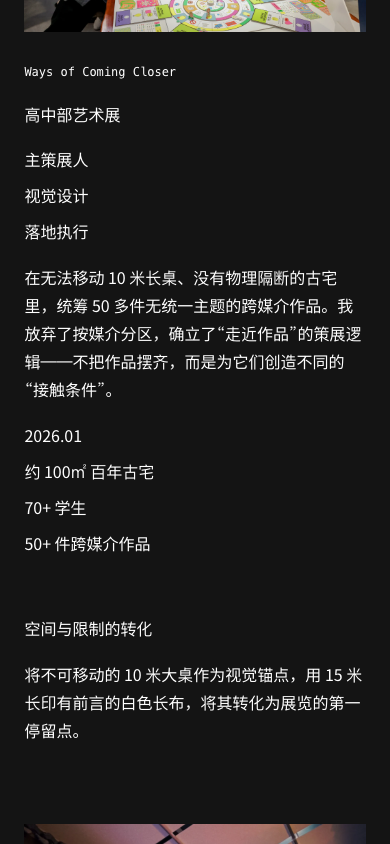 Ways of Coming Closer
高中部艺术展
主策展人
视觉设计
落地执行
在无法移动 10 米长桌、没有物理隔断的古宅
里，统筹 50 多件无统一主题的跨媒介作品。我
放弃了按媒介分区，确立了“走近作品”的策展逻
辑——不把作品摆齐，而是为它们创造不同的
“接触条件”。
2026.01
约 100㎡ 百年古宅
70+ 学生
50+ 件跨媒介作品
空间与限制的转化
将不可移动的 10 米大桌作为视觉锚点，用 15 米
长印有前言的白色长布，将其转化为展览的第一
停留点。